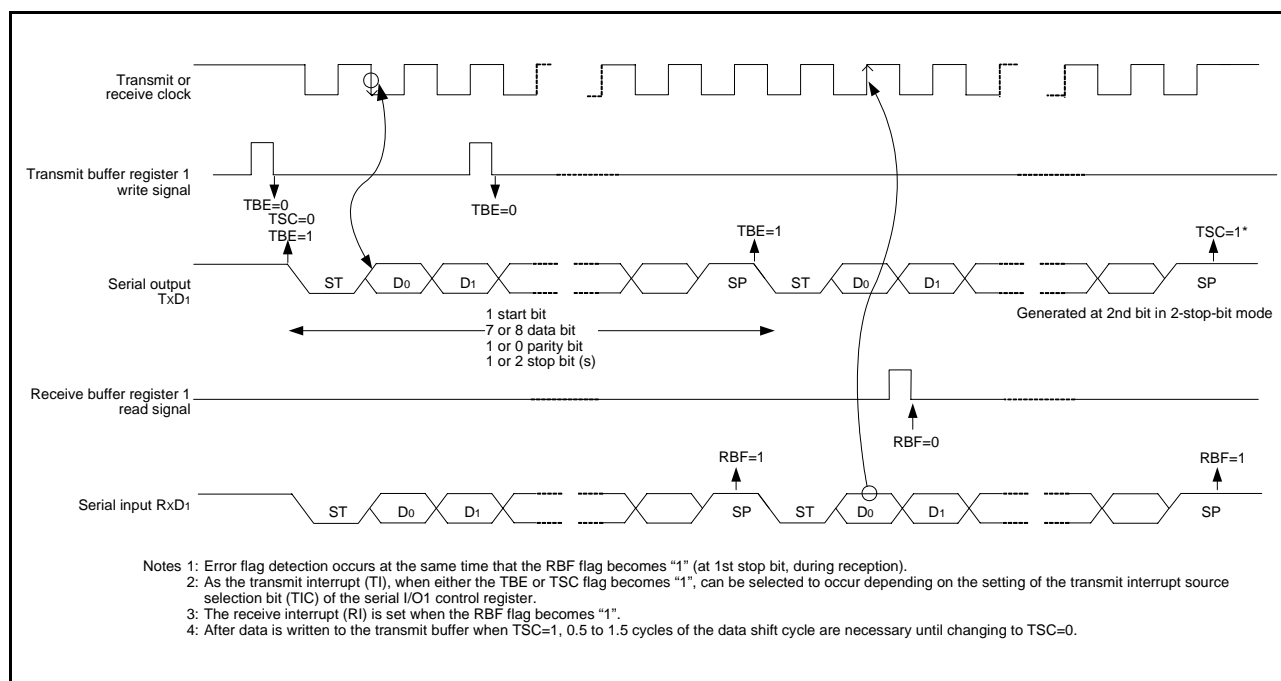 Transmit or
receive clock
Transmit buffer register 1
write signal
TBE=0
TSC=0
TBE=1
TBE=0
TBE=1
TSC=1*
Serial output
TxD1
ST D0 D1 SP ST D0 D1 SP
1 start bit
7 or 8 data bit
1 or 0 parity bit
1 or 2 stop bit (s)
Generated at 2nd bit in 2-stop-bit mode
Receive buffer register 1
read signal
RBF=0
RBF=1
RBF=1
Serial input RxD1
ST D0 D1 SP ST D0 D1 SP
Notes 1: Error flag detection occurs at the same time that the RBF flag becomes “1” (at 1st stop bit, during reception).
2: As the transmit interrupt (TI), when either the TBE or TSC flag becomes “1”, can be selected to occur depending on the setting of the transmit interrupt source
selection bit (TIC) of the serial I/O1 control register.
3: The receive interrupt (RI) is set when the RBF flag becomes “1”.
4: After data is written to the transmit buffer when TSC=1, 0.5 to 1.5 cycles of the data shift cycle are necessary until changing to TSC=0.